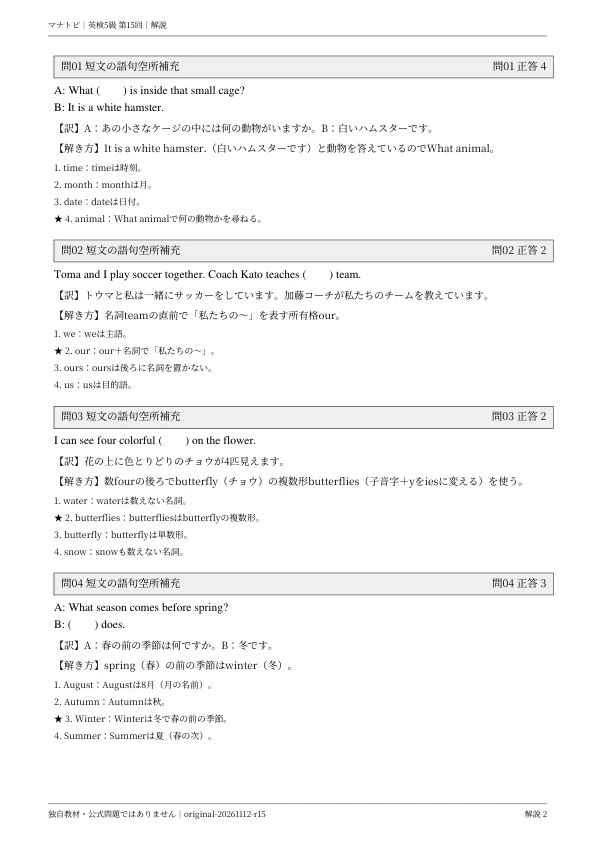 マナトビ｜英検5級 第15回｜解説
問01 短文の語句空所補充 問01 正答 4
A: What (   ) is inside that small cage?
B: It is a white hamster.
【訳】A：あの小さなケージの中には何の動物がいますか。B：白いハムスターです。
【解き方】It is a white hamster.（白いハムスターです）と動物を答えているのでWhat animal。
1. time：timeは時刻。
2. month：monthは月。
3. date：dateは日付。
★ 4. animal：What animalで何の動物かを尋ねる。
問02 短文の語句空所補充 問02 正答 2
Toma and I play soccer together. Coach Kato teaches (   ) team.
【訳】トウマと私は一緒にサッカーをしています。加藤コーチが私たちのチームを教えています。
【解き方】名詞teamの直前で「私たちの〜」を表す所有格our。
1. we：weは主語。
★ 2. our：our＋名詞で「私たちの〜」。
3. ours：oursは後ろに名詞を置かない。
4. us：usは目的語。
問03 短文の語句空所補充 問03 正答 2
I can see four colorful (   ) on the flower.
【訳】花の上に色とりどりのチョウが4匹見えます。
【解き方】数fourの後ろでbutterfly（チョウ）の複数形butterflies（子音字＋yをiesに変える）を使う。
1. water：waterは数えない名詞。
★ 2. butterflies：butterfliesはbutterflyの複数形。
3. butterfly：butterflyは単数形。
4. snow：snowも数えない名詞。
問04 短文の語句空所補充 問04 正答 3
A: What season comes before spring?
B: (   ) does.
【訳】A：春の前の季節は何ですか。B：冬です。
【解き方】spring（春）の前の季節はwinter（冬）。
1. August：Augustは8月（月の名前）。
2. Autumn：Autumnは秋。
★ 3. Winter：Winterは冬で春の前の季節。
4. Summer：Summerは夏（春の次）。
独自教材・公式問題ではありません｜original-20261112-r15 解説 2